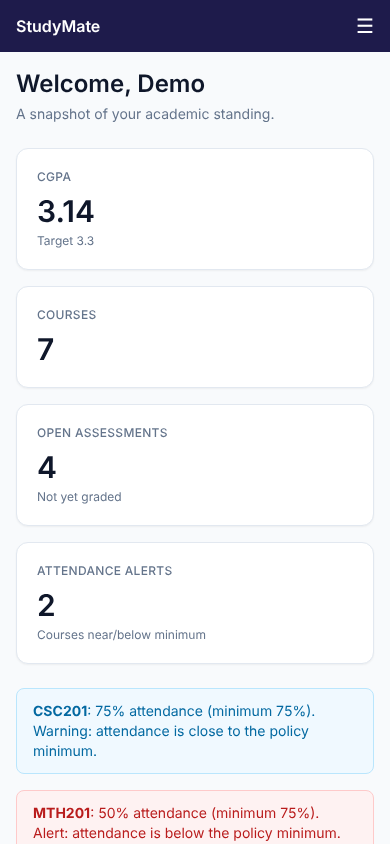 StudyMate
☰
Welcome, Demo
A snapshot of your academic standing.
CGPA
3.14
Target 3.3
COURSES
7
OPEN ASSESSMENTS
4
Not yet graded
ATTENDANCE ALERTS
2
Courses near/below minimum
CSC201: 75% attendance (minimum 75%).
Warning: attendance is close to the policy
minimum.
MTH201: 50% attendance (minimum 75%).
Alert: attendance is below the policy minimum.